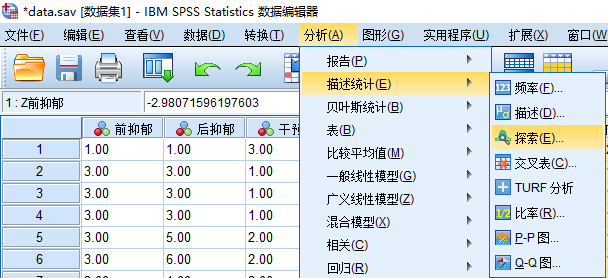 *data.sav [数据集1] - IBM SPSS Statistics 数据编辑器
文件(F) 编辑(E) 查看(V) 数据(D) 转换(T) 分析(A) 图形(G) 实用程序(U) 扩展(X) 窗口(W)
报告(P)
描述统计(E)
贝叶斯统计(B)
表(B)
比较平均值(M)
一般线性模型(G)
广义线性模型(Z)
混合模型(X)
相关(C)
回归(R)
123 频率(F)...
描述(D)...
探索(E)...
交叉表(C)...
TURF 分析
1/2 比率(R)...
P-P 图...
Q-Q 图...
1 : Z前抑郁 -2.98071596197603
前抑郁 后抑郁 干预
1 1.00 1.00 3.00
2 3.00 3.00 1.00
3 3.00 3.00 1.00
4 3.00 3.00 1.00
5 3.00 5.00 2.00
6 3.00 6.00 2.00